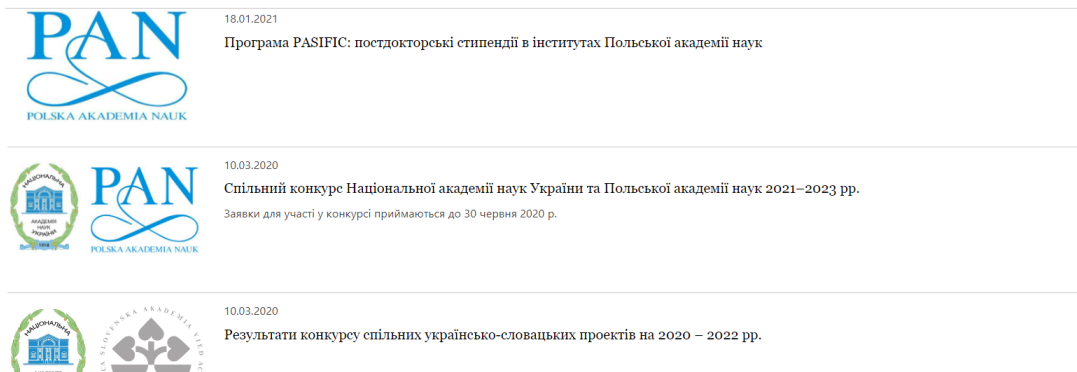 PAN
POLSKA AKADEMIA NAUK
18.01.2021
Програма PASIFIC: постдокторські стипендії в інститутах Польської академії наук
НАЦІОНАЛЬНА
АКАДЕМІЯ
НАУК
УКРАЇНИ
1918
PAN
POLSKA AKADEMIA NAUK
10.03.2020
Спільний конкурс Національної академії наук України та Польської академії наук 2021–2023 рр.
Заявки для участі у конкурсі приймаються до 30 червня 2020 р.
НАЦІОНАЛЬНА
SLOVENSKA AKADEMIA VIED
10.03.2020
Результати конкурсу спільних українсько-словацьких проектів на 2020 – 2022 рр.